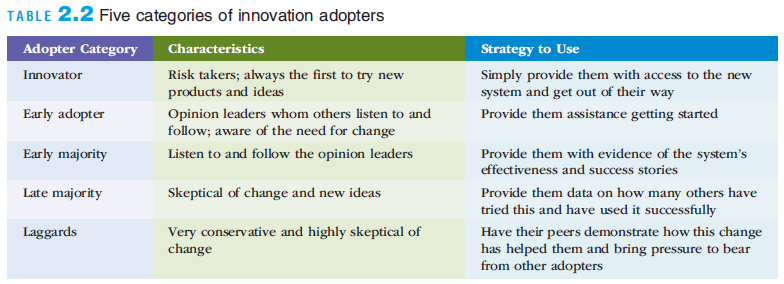 TABLE 2.2 Five categories of innovation adopters
Adopter Category Characteristics Strategy to Use
Innovator Risk takers; always the first to try new Simply provide them with access to the new
products and ideas system and get out of their way
Early adopter Opinion leaders whom others listen to and Provide them assistance getting started
follow; aware of the need for change
Early majority Listen to and follow the opinion leaders Provide them with evidence of the system's
effectiveness and success stories
Late majority Skeptical of change and new ideas Provide them data on how many others have
tried this and have used it successfully
Laggards Very conservative and highly skeptical of Have their peers demonstrate how this change
change has helped them and bring pressure to bear
from other adopters